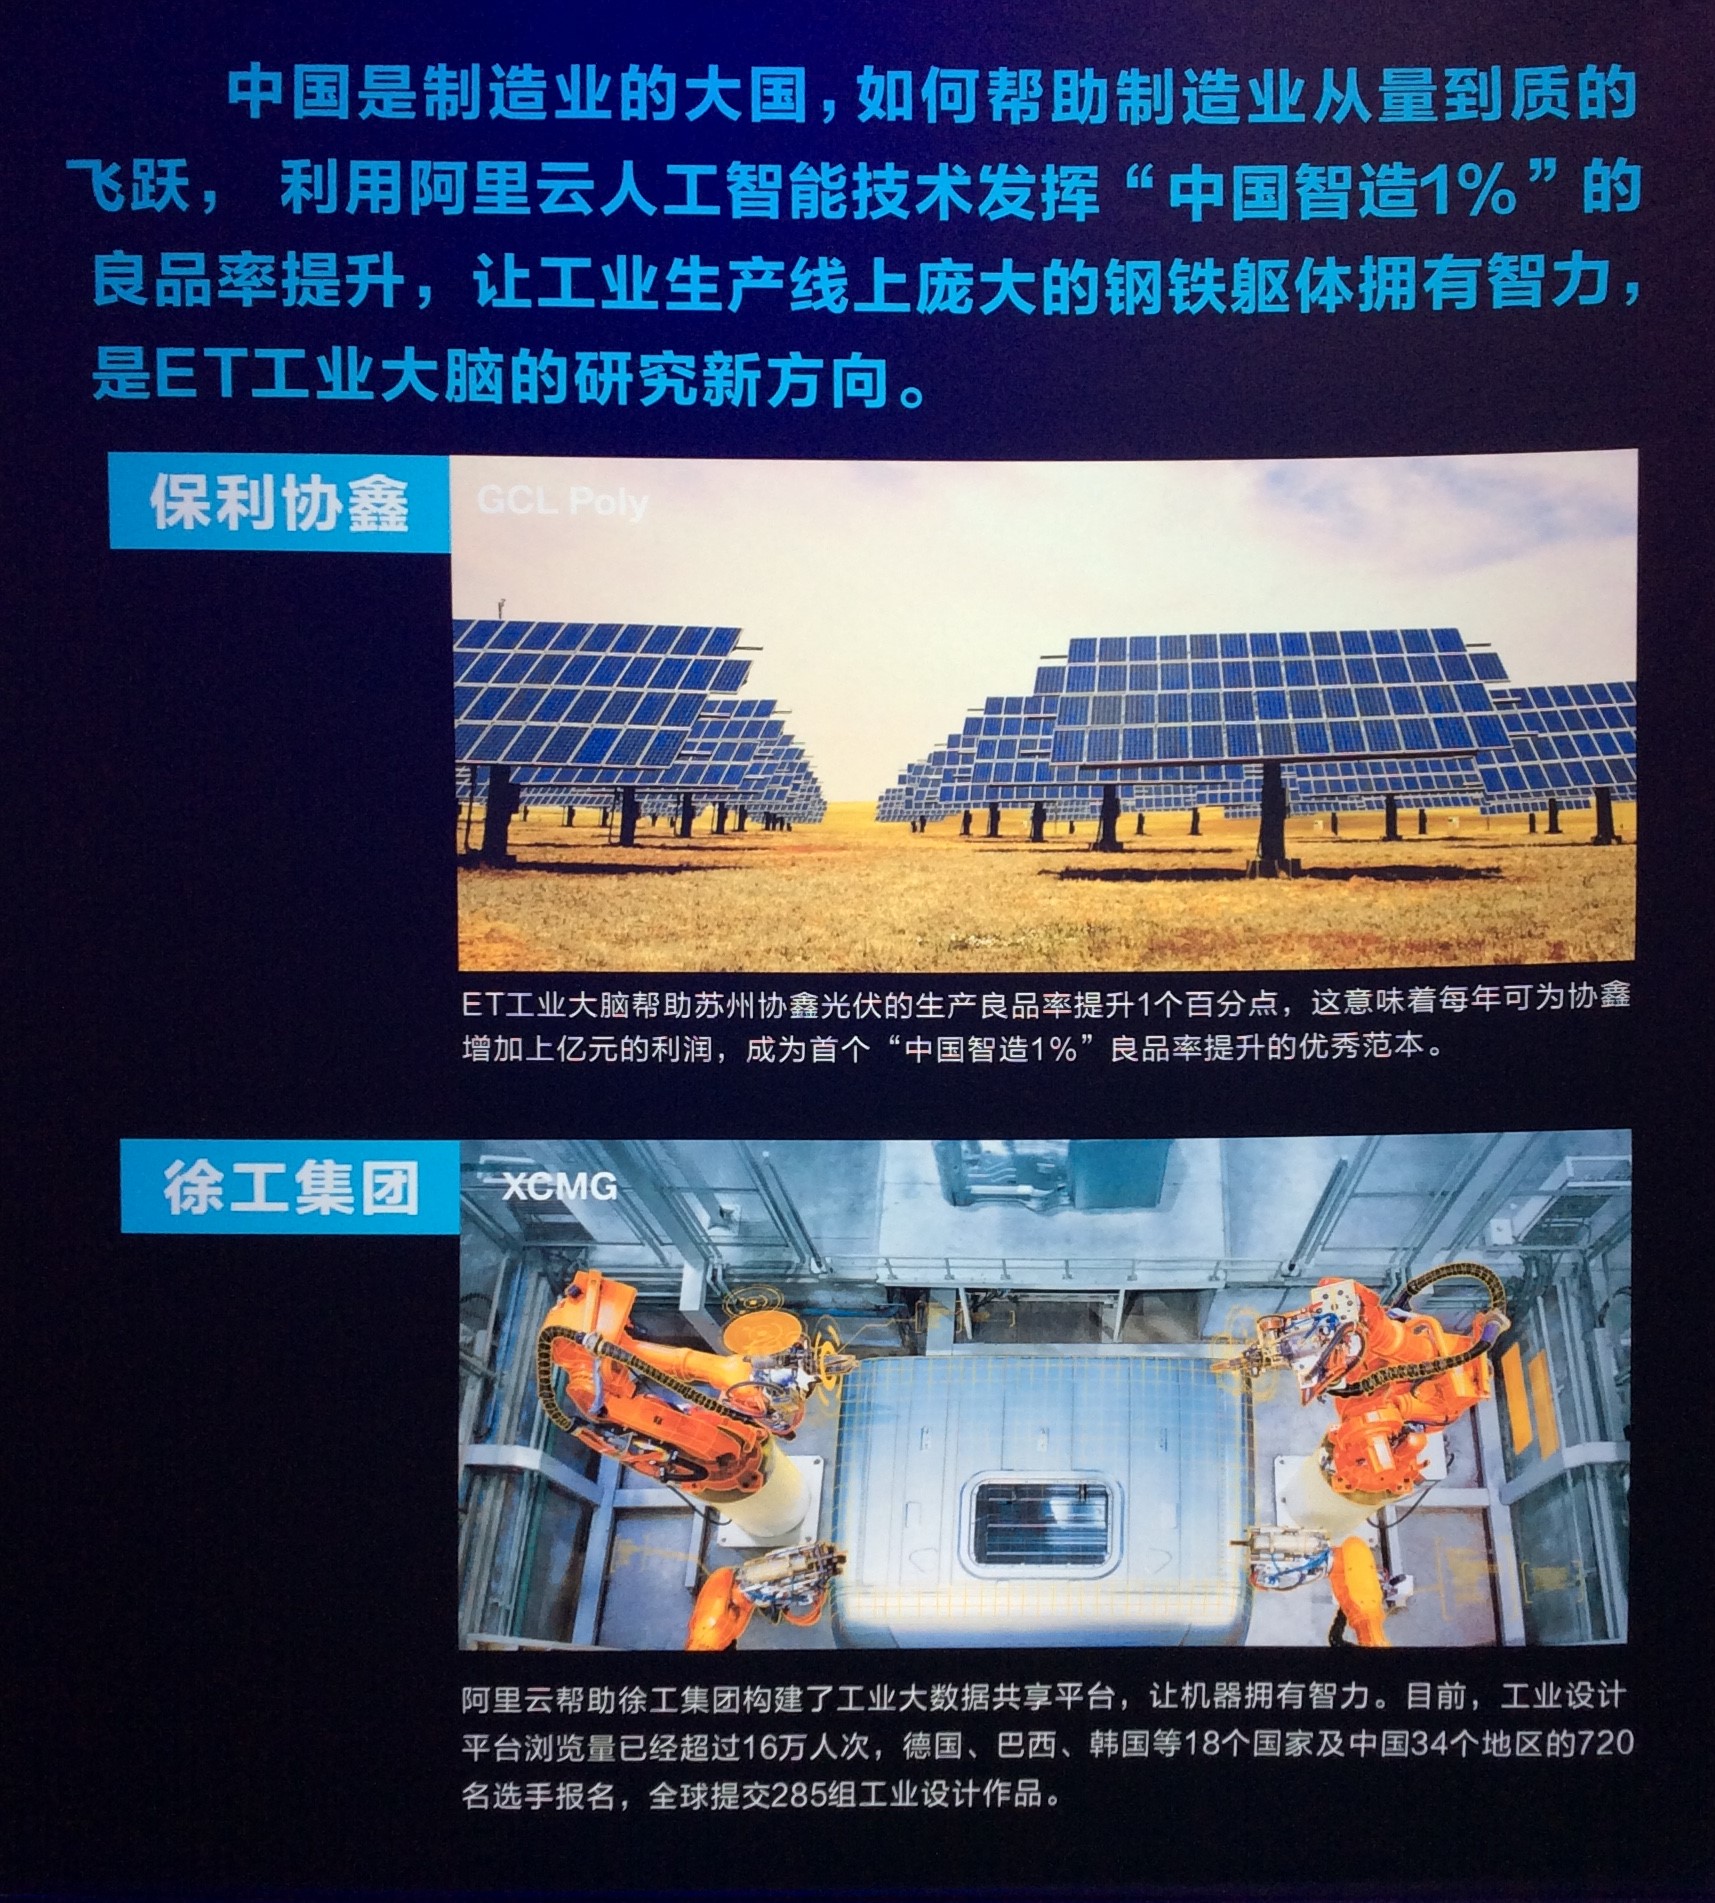 中国是制造业的大国，如何帮助制造业从量到质的
飞跃， 利用阿里云人工智能技术发挥“中国智造1%”的
良品率提升，让工业生产线上庞大的钢铁躯体拥有智力，
是ET工业大脑的研究新方向。
保利协鑫
GCL Poly
ET工业大脑帮助苏州协鑫光伏的生产良品率提升1个百分点，这意味着每年可为协鑫
增加上亿元的利润，成为首个“中国智造1%”良品率提升的优秀范本。
徐工集团
XCMG
阿里云帮助徐工集团构建了工业大数据共享平台，让机器拥有智力。目前，工业设计
平台浏览量已经超过16万人次，德国、巴西、韩国等18个国家及中国34个地区的720
名选手报名，全球提交285组工业设计作品。